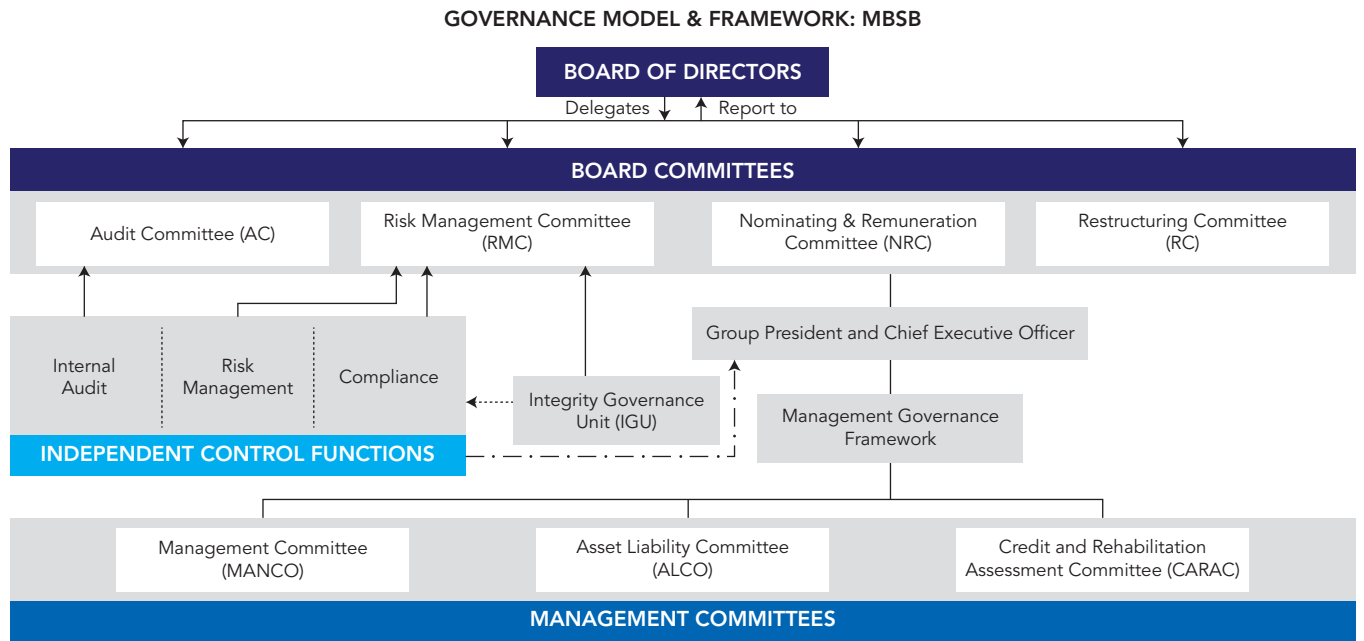 GOVERNANCE MODEL & FRAMEWORK: MBSB
BOARD OF DIRECTORS
Delegates
Report to
BOARD COMMITTEES
Audit Committee (AC)
Risk Management Committee
(RMC)
Nominating & Remuneration
Committee (NRC)
Restructuring Committee
(RC)
Internal
Audit
Risk
Management
Compliance
INDEPENDENT CONTROL FUNCTIONS
Integrity Governance
Unit (IGU)
Group President and Chief Executive Officer
Management Governance
Framework
Management Committee
(MANCO)
Asset Liability Committee
(ALCO)
Credit and Rehabilitation
Assessment Committee (CARAC)
MANAGEMENT COMMITTEES